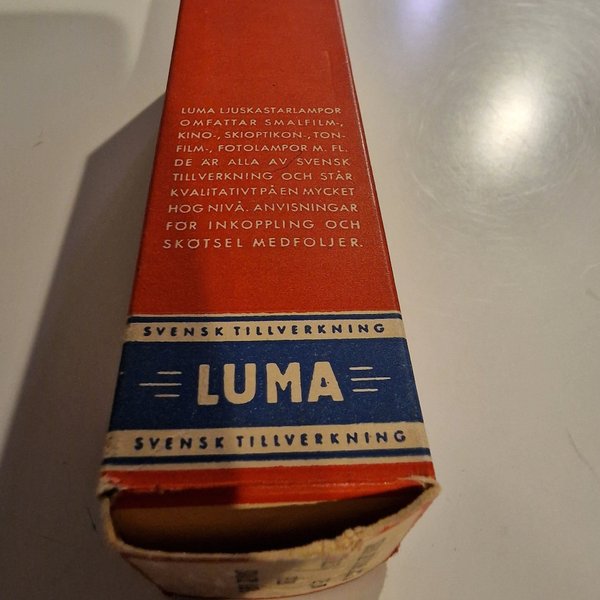 LUMA LJUSKASTARLAMPOR
OMFATTAR SMALFILM-,
KINO-, SKIOPTIKON-, TON-
FILM-, FOTOLAMPOR M. FL.
DE ÄR ALLA AV SVENSK
TILLVERKNING OCH STÅR
KVALITATIVT PÅ EN MYCKET
HÖG NIVÅ. ANVISNINGAR
FÖR INKOPPLING OCH
SKÖTSEL MEDFÖLJER.
SVENSK TILLVERKNING
LUMA
SVENSK TILLVERKNING